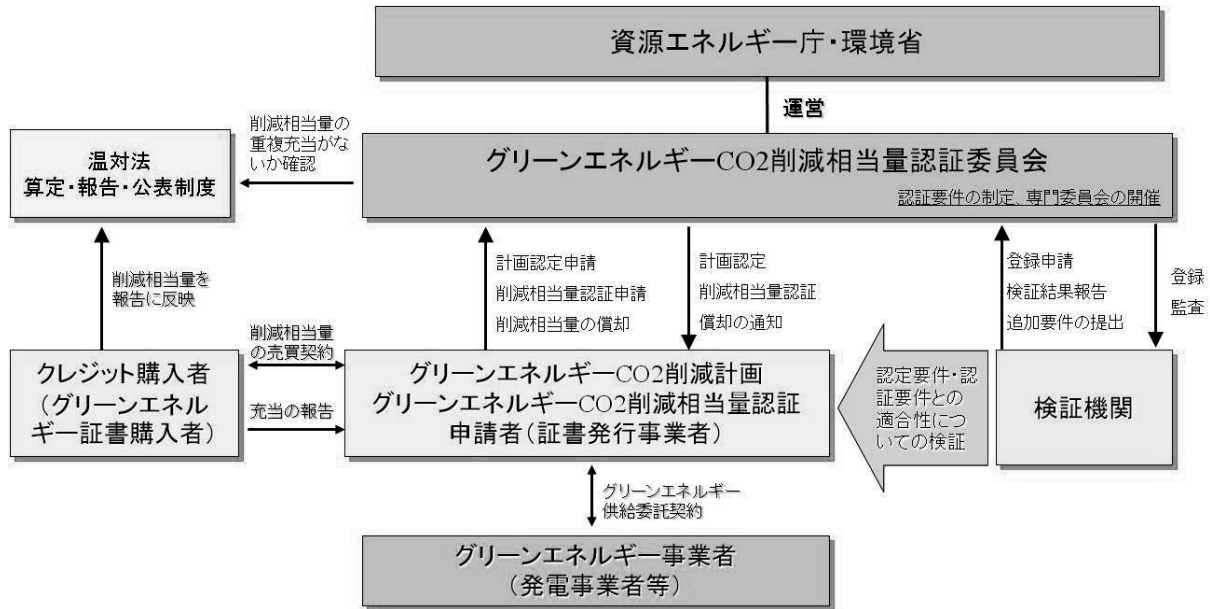 資源エネルギー庁・環境省
運営
グリーンエネルギーCO2削減相当量認証委員会
認証要件の制定、専門委員会の開催
削減相当量の
重複充当がな
いか確認
温対法
算定・報告・公表制度
削減相当量を
報告に反映
計画認定申請
削減相当量認証申請
削減相当量の償却
計画認定
削減相当量認証
償却の通知
登録申請
検証結果報告
追加要件の提出
登録
監査
クレジット購入者
(グリーンエネル
ギー証書購入者)
削減相当量
の売買契約
充当の報告
グリーンエネルギーCO2削減計画
グリーンエネルギーCO2削減相当量認証
申請者(証書発行事業者)
認定要件・認
証要件との
適合性につ
いての検証
検証機関
グリーンエネルギー
供給委託契約
グリーンエネルギー事業者
(発電事業者等)